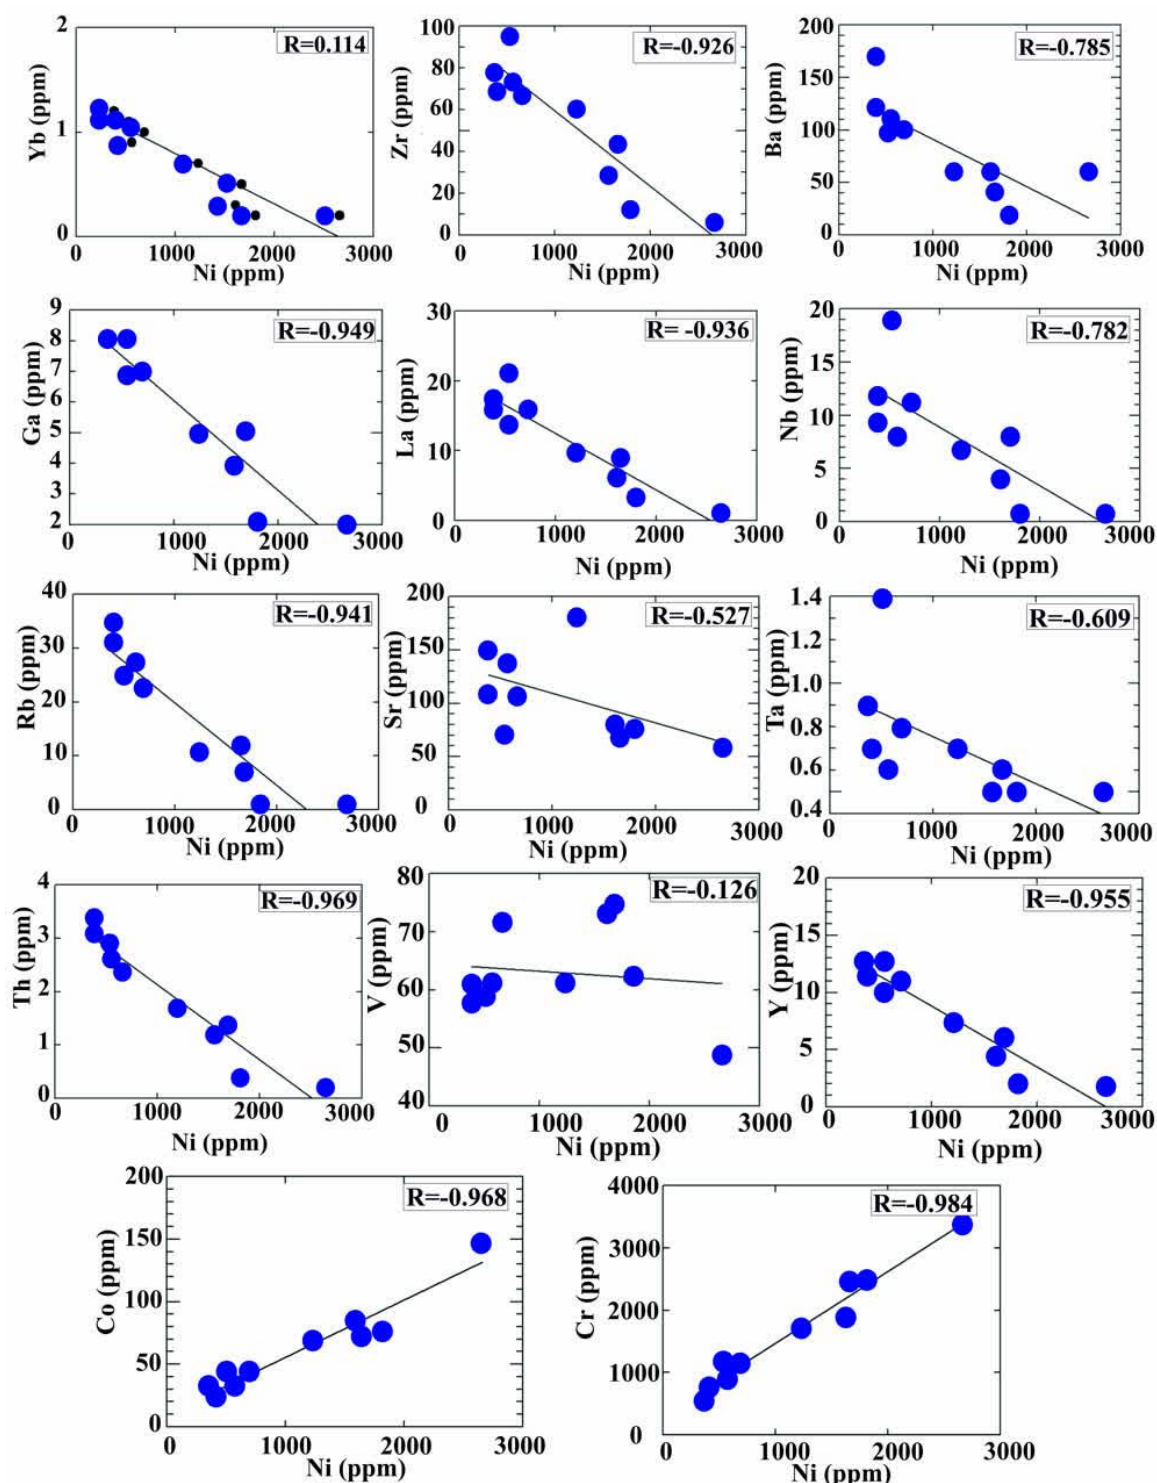 2
1
0
Yb (ppm)
R=0.114
0 1000 2000 3000
Ni (ppm)
100
80
60
40
20
0
Zr (ppm)
R=-0.926
0 1000 2000 3000
Ni (ppm)
200
150
100
50
0
Ba (ppm)
R=-0.785
0 1000 2000 3000
Ni (ppm)
9
8
7
6
5
4
3
2
Ga (ppm)
R=-0.949
0 1000 2000 3000
Ni (ppm)
30
20
10
0
La (ppm)
R= -0.936
0 1000 2000 3000
Ni (ppm)
20
15
10
5
0
Nb (ppm)
R=-0.782
0 1000 2000 3000
Ni (ppm)
40
30
20
10
0
Rb (ppm)
R=-0.941
0 1000 2000 3000
Ni (ppm)
200
150
100
50
0
Sr (ppm)
R=-0.527
0 1000 2000 3000
Ni (ppm)
1.4
1.2
1.0
0.8
0.6
0.4
Ta (ppm)
R=-0.609
0 1000 2000 3000
Ni (ppm)
4
3
2
1
0
Th (ppm)
R=-0.969
0 1000 2000 3000
Ni (ppm)
80
70
60
50
40
V (ppm)
R=-0.126
0 1000 2000 3000
Ni (ppm)
20
15
10
5
0
Y (ppm)
R=-0.955
0 1000 2000 3000
Ni (ppm)
200
150
100
50
0
Co (ppm)
R=-0.968
0 1000 2000 3000
Ni (ppm)
4000
3000
2000
1000
0
Cr (ppm)
R=-0.984
0 1000 2000 3000
Ni (ppm)